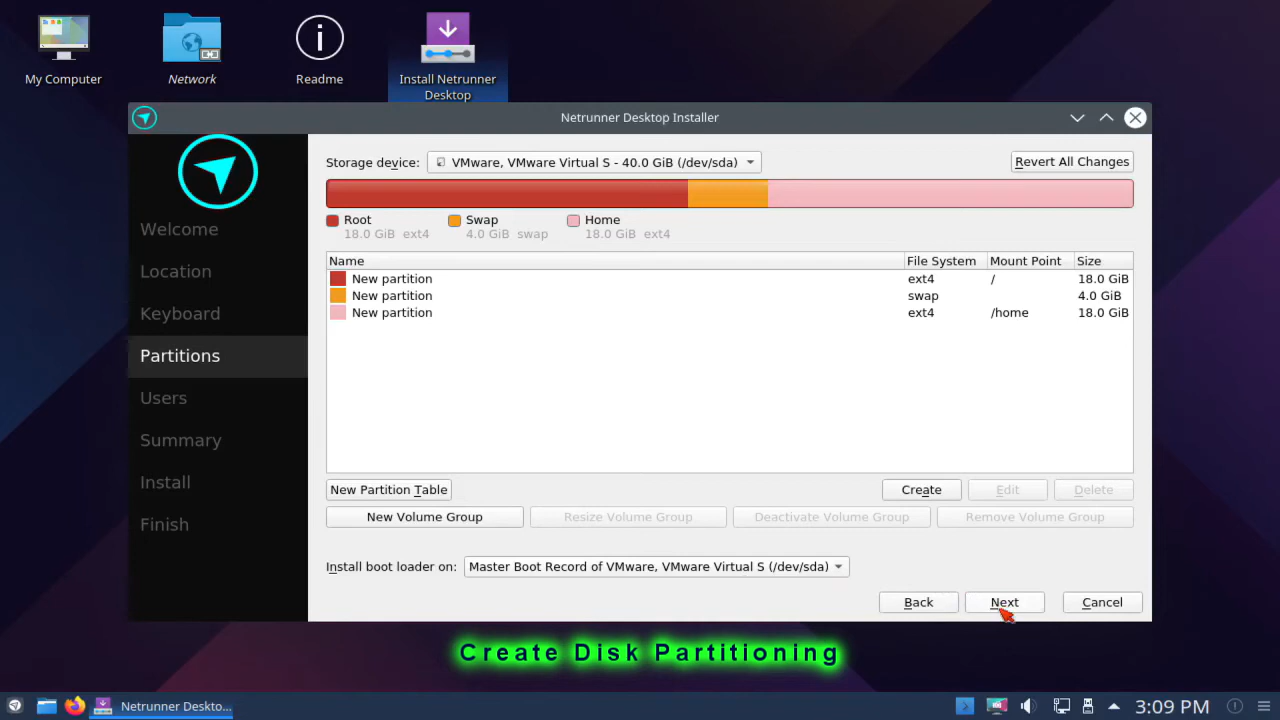 My Computer
Network
Readme
Install Netrunner
Desktop
Netrunner Desktop Installer
Welcome
Location
Keyboard
Partitions
Users
Summary
Install
Finish
Storage device: VMware, VMware Virtual S - 40.0 GiB (/dev/sda) Revert All Changes
Root Swap Home
18.0 GiB ext4 4.0 GiB swap 18.0 GiB ext4
Name File System Mount Point Size
New partition ext4 / 18.0 GiB
New partition swap 4.0 GiB
New partition ext4 /home 18.0 GiB
New Partition Table Create Edit Delete
New Volume Group Resize Volume Group Deactivate Volume Group Remove Volume Group
Install boot loader on: Master Boot Record of VMware, VMware Virtual S (/dev/sda)
Back Next Cancel
Create Disk Partitioning
Netrunner Deskto... 3:09 PM